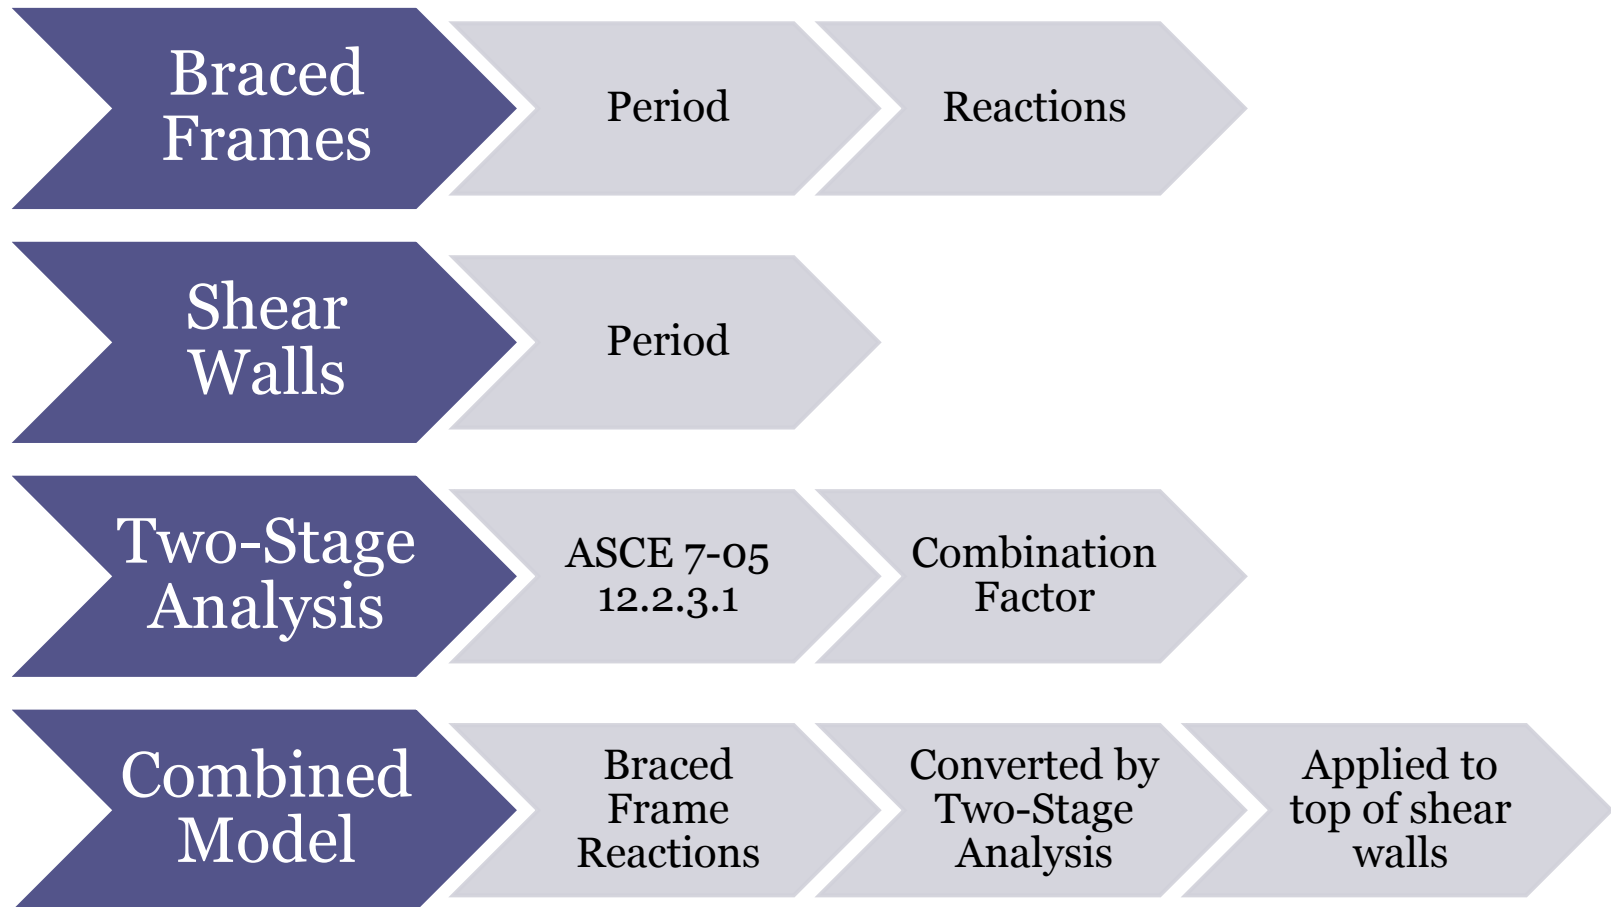 Braced
Frames
Period
Reactions
Shear
Walls
Period
Two-Stage
Analysis
ASCE 7-05
12.2.3.1
Combination
Factor
Combined
Model
Braced
Frame
Reactions
Converted by
Two-Stage
Analysis
Applied to
top of shear
walls